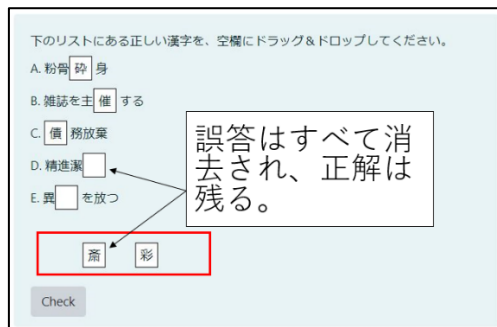 下のリストにある正しい漢字を、空欄にドラッグ&ドロップしてください。
A. 粉骨 砕 身
B. 雑誌を主 催 する
C. 債 務放棄
D. 精進潔
E. 異 を放つ
誤答はすべて消
去され、正解は
残る。
斎 彩
Check